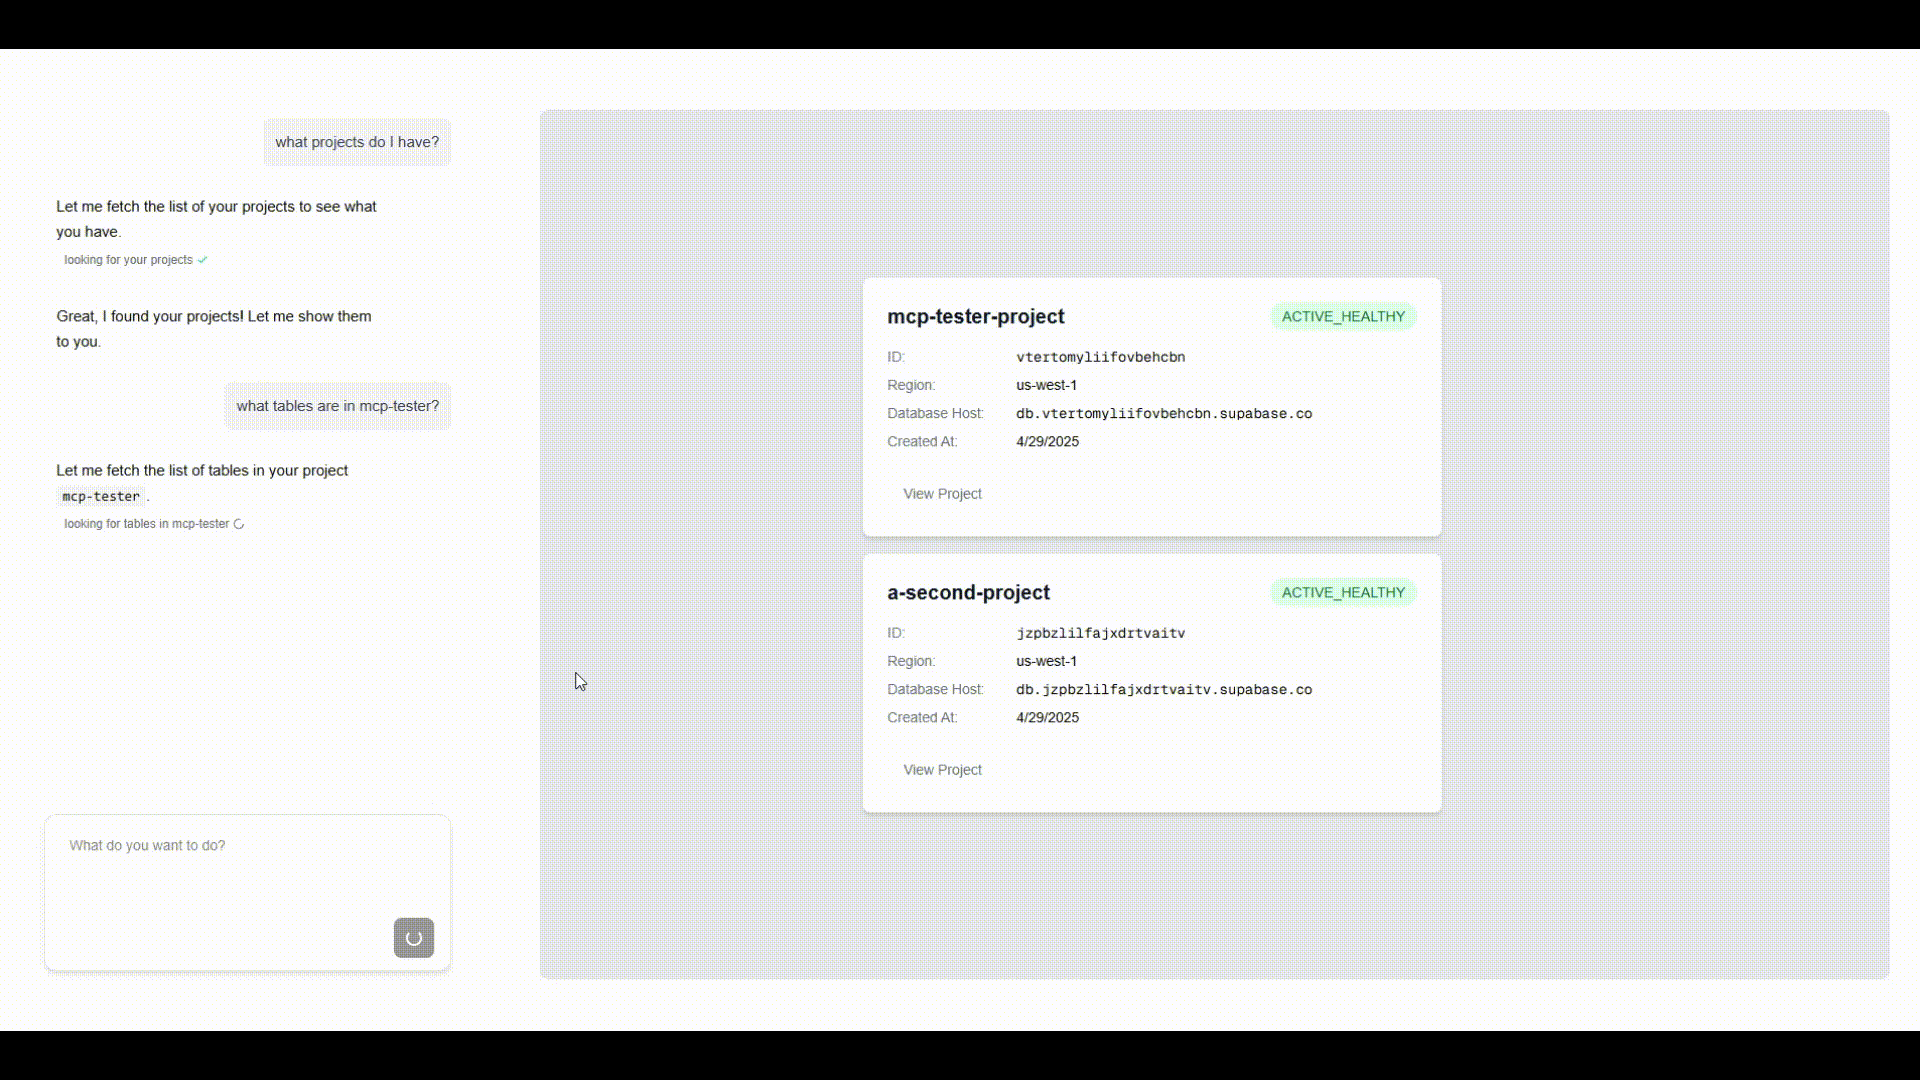 what projects do I have?
Let me fetch the list of your projects to see what
you have.
looking for your projects
Great, I found your projects! Let me show them
to you.
what tables are in mcp-tester?
Let me fetch the list of tables in your project
mcp-tester .
looking for tables in mcp-tester
What do you want to do?
mcp-tester-project
ACTIVE_HEALTHY
ID: vtertomyliifovbehcbn
Region: us-west-1
Database Host: db.vtertomyliifovbehcbn.supabase.co
Created At: 4/29/2025
View Project
a-second-project
ACTIVE_HEALTHY
ID: jzpbzlilfajxdrtvaitv
Region: us-west-1
Database Host: db.jzpbzlilfajxdrtvaitv.supabase.co
Created At: 4/29/2025
View Project